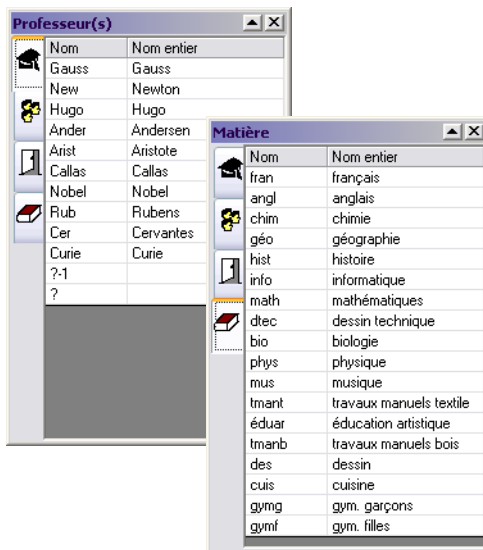 Professeur(s)
Nom Nom entier
Gauss Gauss
New Newton
Hugo Hugo
Ander Andersen
Arist Aristote
Callas Callas
Nobel Nobel
Rub Rubens
Cer Cervantes
Curie Curie
?-1
?
Matière
Nom Nom entier
fran français
angl anglais
chim chimie
géo géographie
hist histoire
info informatique
math mathématiques
dtec dessin technique
bio biologie
phys physique
mus musique
tmant travaux manuels textile
éduar éducation artistique
tmanb travaux manuels bois
des dessin
cuis cuisine
gymg gym. garçons
gymf gym. filles